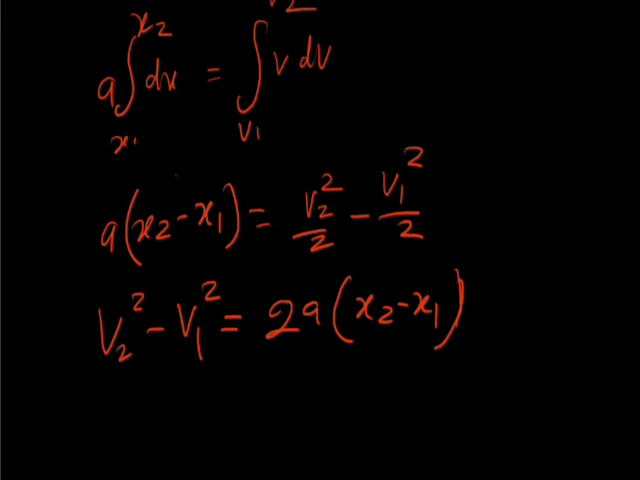 a∫_{x₁}^{x₂} dx = ∫_{v₁}^{v₂} v dv
a(x₂-x₁) = v₂²/2 - v₁²/2
v₂² - v₁² = 2a(x₂-x₁)